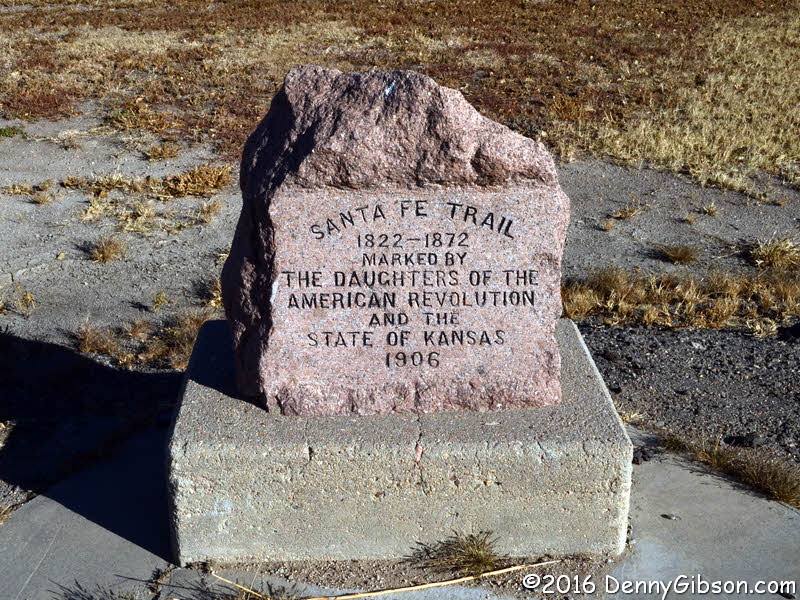 SANTA FE TRAIL
1822-1872
MARKED BY
THE DAUGHTERS OF THE
AMERICAN REVOLUTION
AND THE
STATE OF KANSAS
1906
©2016 DennyGibson.com